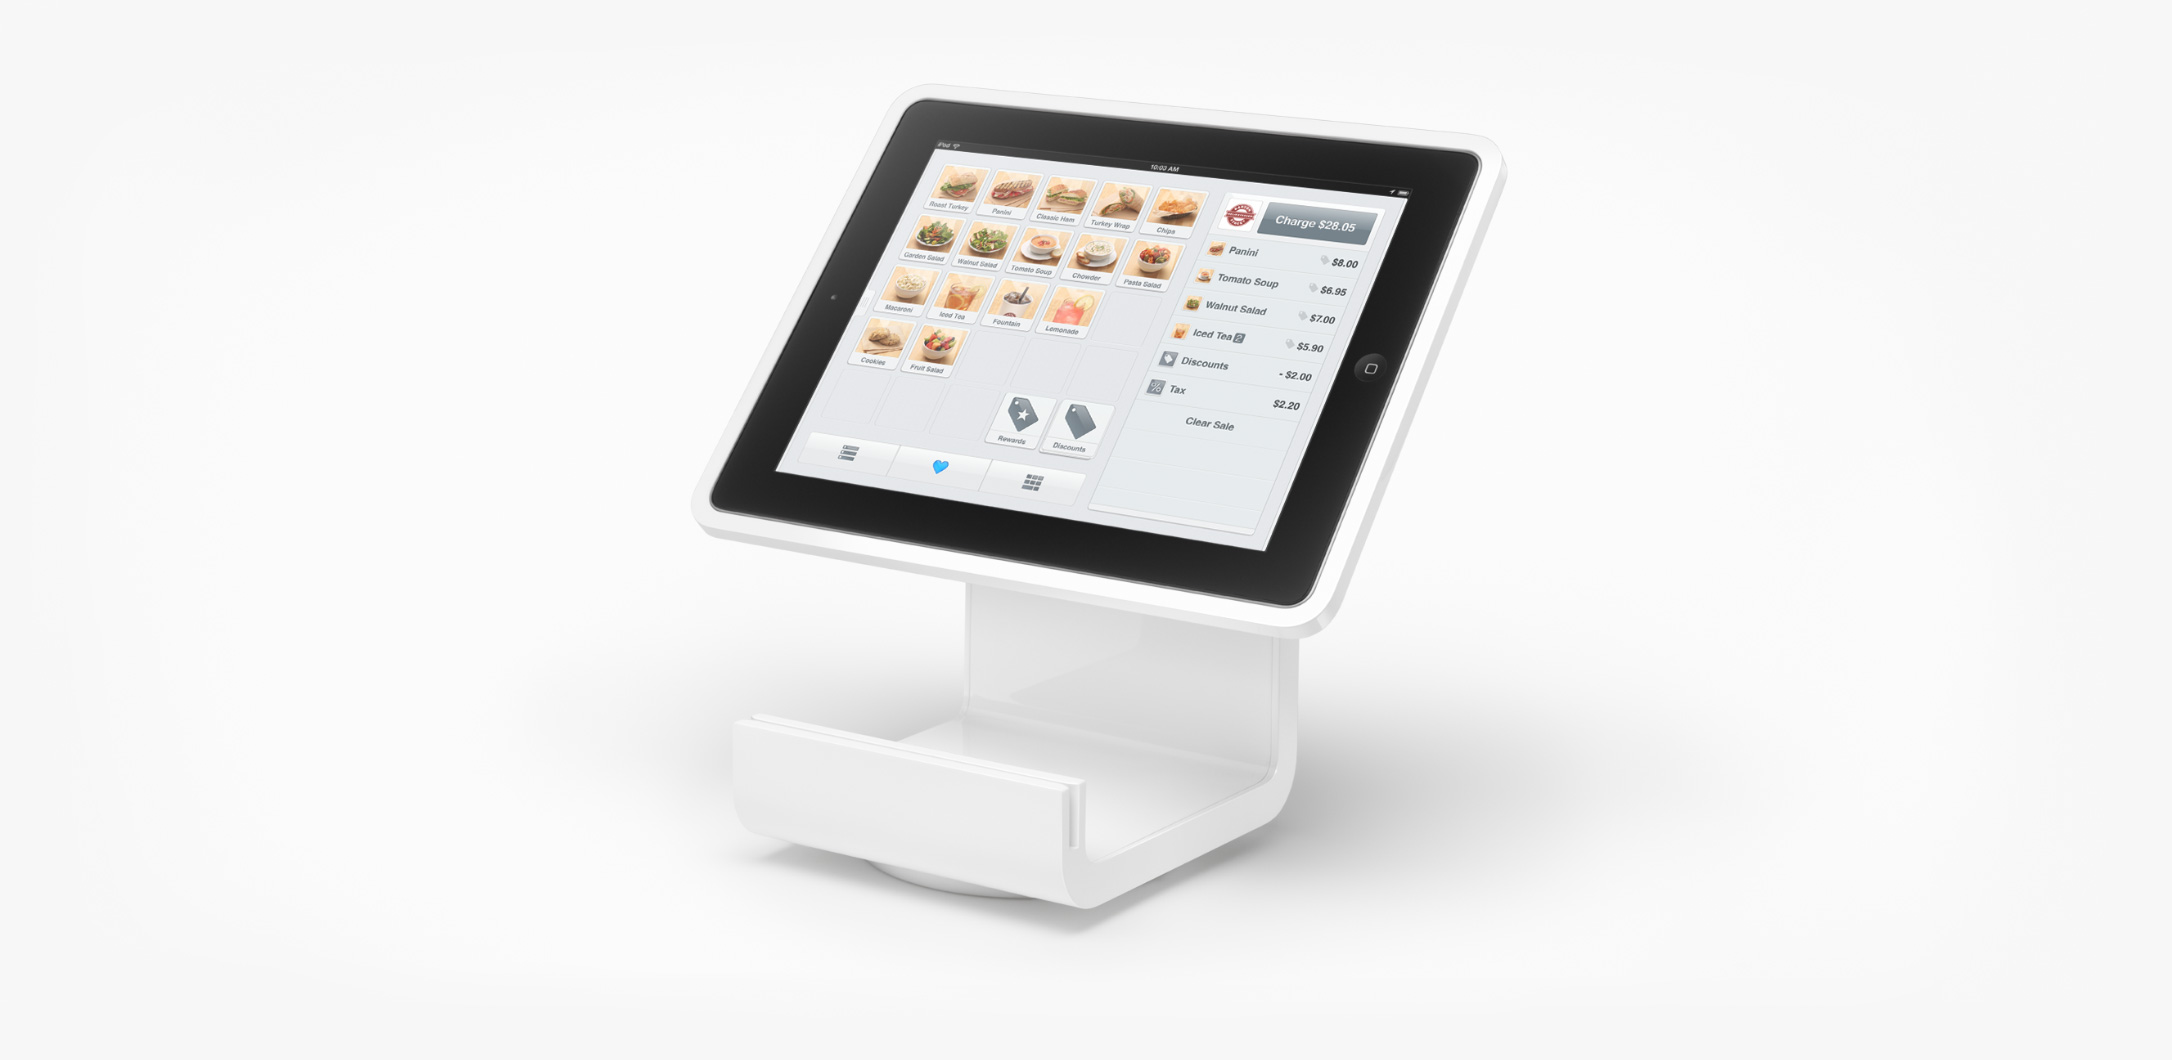 iPod
10:03 AM
Roast Turkey
Panini
Classic Ham
Turkey Wrap
Chips
Garden Salad
Walnut Salad
Tomato Soup
Chowder
Pasta Salad
Macaroni
Iced Tea
Fountain
Lemonade
Cookies
Fruit Salad
Rewards
Discounts
Charge $28.05
Panini $8.00
Tomato Soup $6.95
Walnut Salad $7.00
Iced Tea 2 $5.90
Discounts - $2.00
% Tax $2.20
Clear Sale